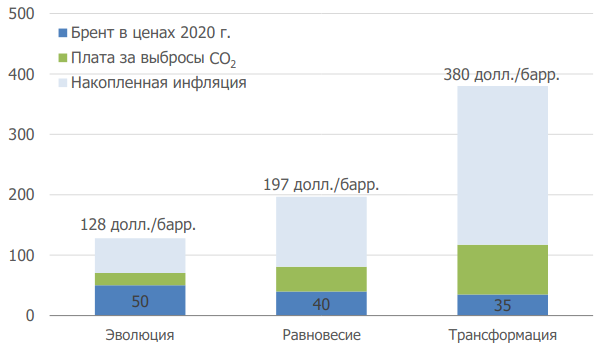 500
Брент в ценах 2020 г.
Плата за выбросы CO₂
Накопленная инфляция
400
380 долл./барр.
300
200
197 долл./барр.
128 долл./барр.
100
50
40
35
0
Эволюция
Равновесие
Трансформация